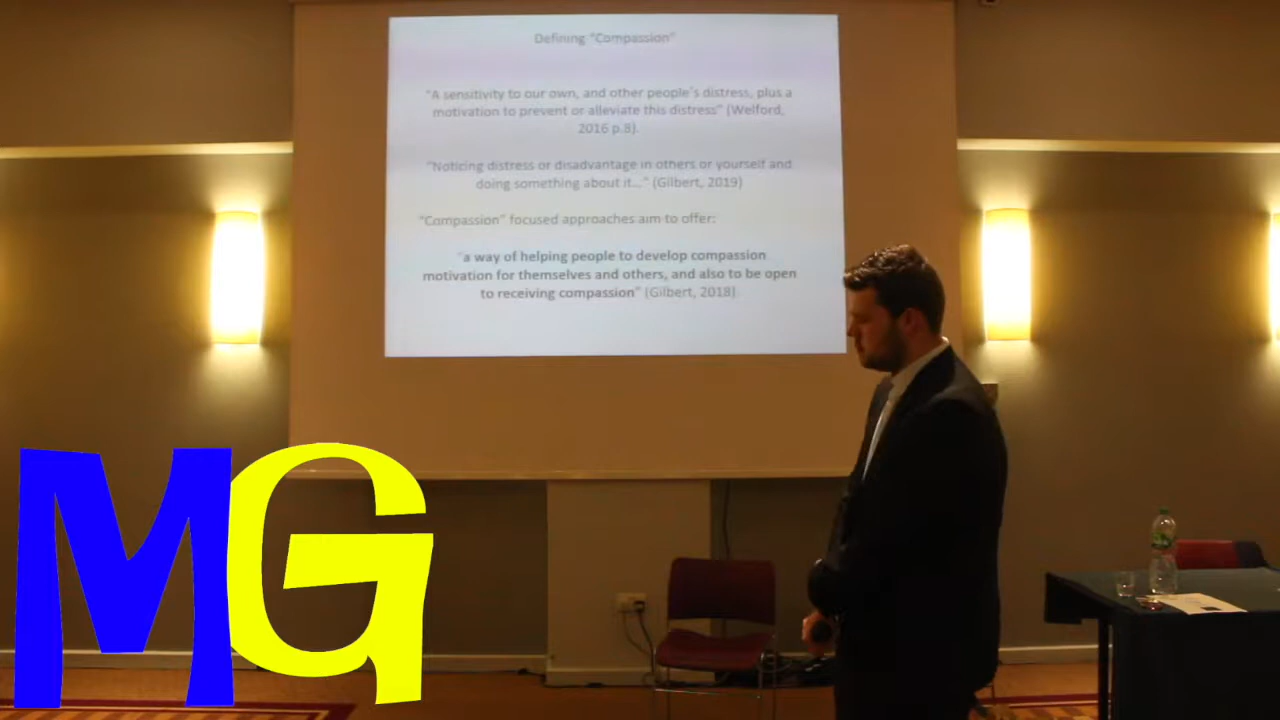 Defining "Compassion"
"A sensitivity to our own, and other people's distress, plus a
motivation to prevent or alleviate this distress" (Welford,
2016 p.8).
"Noticing distress or disadvantage in others or yourself and
doing something about it…" (Gilbert, 2019)
"Compassion" focused approaches aim to offer:
"a way of helping people to develop compassion
motivation for themselves and others, and also to be open
to receiving compassion" (Gilbert, 2018)
MG